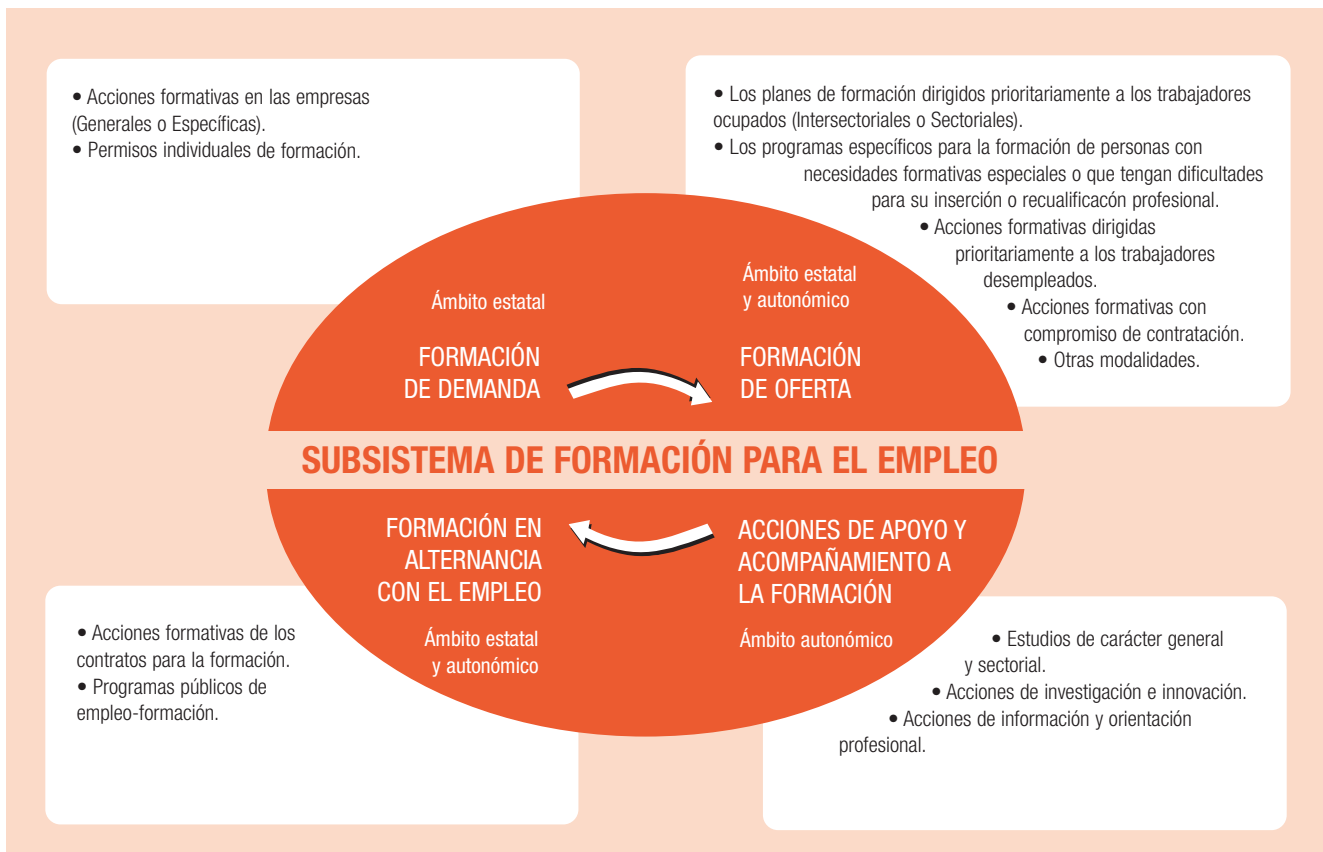 • Acciones formativas en las empresas
(Generales o Específicas).
• Permisos individuales de formación.
• Los planes de formación dirigidos prioritariamente a los trabajadores
ocupados (Intersectoriales o Sectoriales).
• Los programas específicos para la formación de personas con
necesidades formativas especiales o que tengan dificultades
para su inserción o recualificacón profesional.
• Acciones formativas dirigidas
prioritariamente a los trabajadores
desempleados.
• Acciones formativas con
compromiso de contratación.
• Otras modalidades.
Ámbito estatal
FORMACIÓN
DE DEMANDA
Ámbito estatal
y autonómico
FORMACIÓN
DE OFERTA
SUBSISTEMA DE FORMACIÓN PARA EL EMPLEO
FORMACIÓN EN
ALTERNANCIA
CON EL EMPLEO
Ámbito estatal
y autonómico
ACCIONES DE APOYO Y
ACOMPAÑAMIENTO A
LA FORMACIÓN
Ámbito autonómico
• Acciones formativas de los
contratos para la formación.
• Programas públicos de
empleo-formación.
• Estudios de carácter general
y sectorial.
• Acciones de investigación e innovación.
• Acciones de información y orientación
profesional.